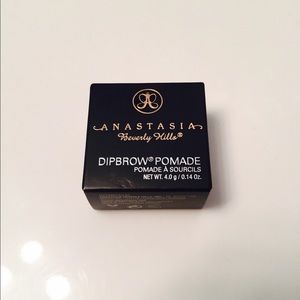 ANASTASIA
Beverly Hills®
DIPBROW® POMADE
POMADE À SOURCILS
NET WT. 4.0 g / 0.14 Oz.